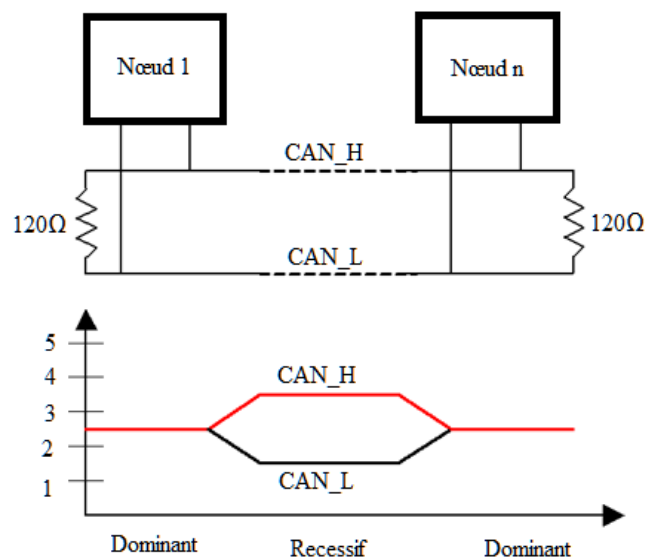 Nœud 1
Nœud n
CAN_H
120Ω
120Ω
CAN_L
5
4
CAN_H
3
2
CAN_L
1
Dominant
Recessif
Dominant